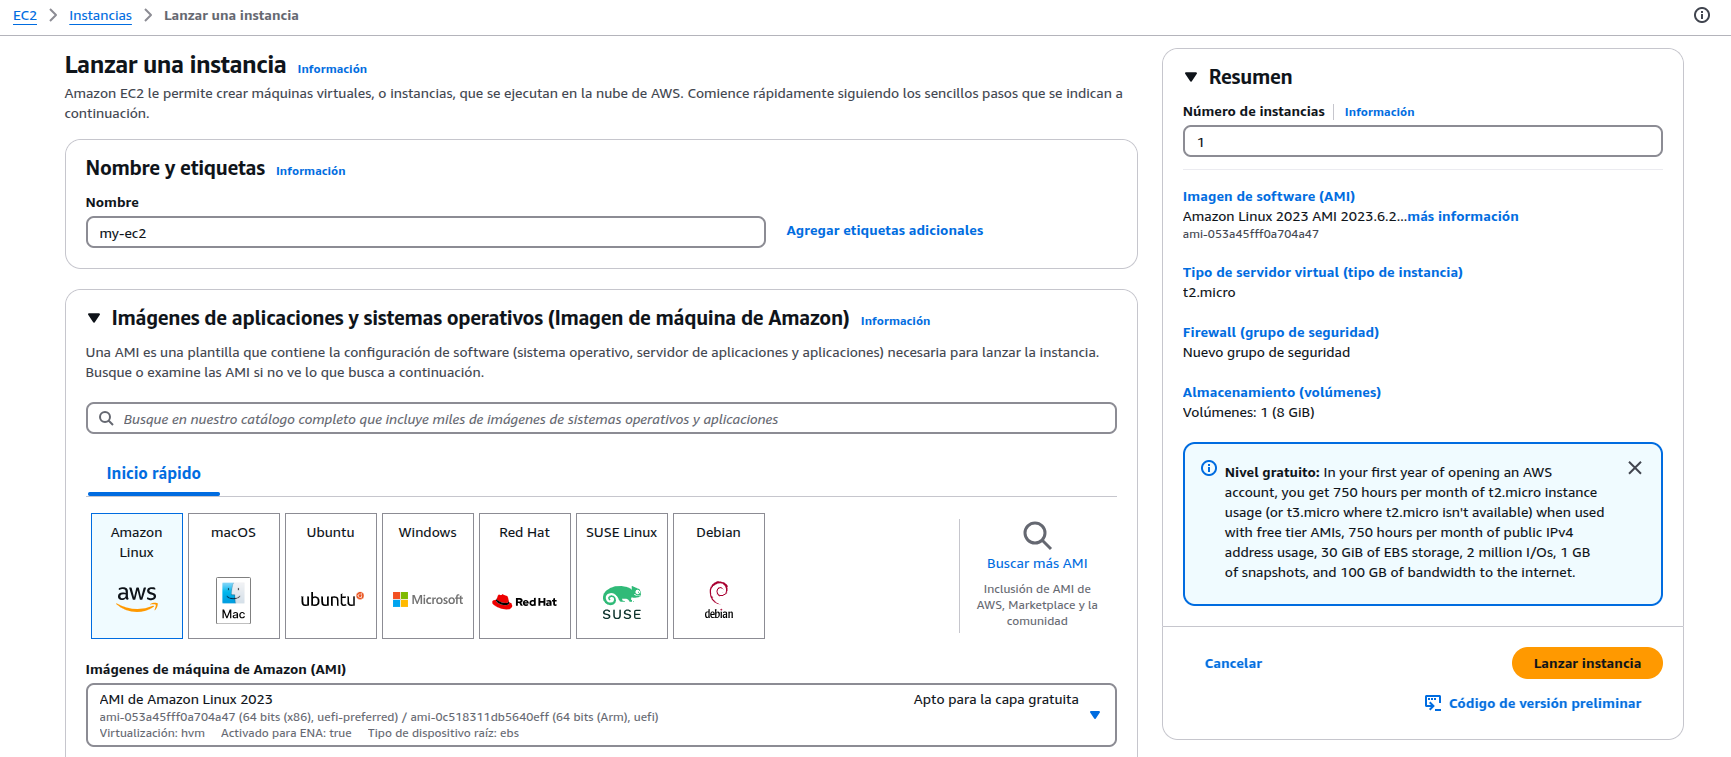 EC2 Instancias Lanzar una instancia
Lanzar una instancia Información
Amazon EC2 le permite crear máquinas virtuales, o instancias, que se ejecutan en la nube de AWS. Comience rápidamente siguiendo los sencillos pasos que se indican a
continuación.
Nombre y etiquetas Información
Nombre
my-ec2
Agregar etiquetas adicionales
Imágenes de aplicaciones y sistemas operativos (Imagen de máquina de Amazon) Información
Una AMI es una plantilla que contiene la configuración de software (sistema operativo, servidor de aplicaciones y aplicaciones) necesaria para lanzar la instancia.
Busque o examine las AMI si no ve lo que busca a continuación.
Busque en nuestro catálogo completo que incluye miles de imágenes de sistemas operativos y aplicaciones
Inicio rápido
Amazon
Linux
aws
macOS
Mac
Ubuntu
ubuntu
Windows
Microsoft
Red Hat
Red Hat
SUSE Linux
SUSE
Debian
debian
Buscar más AMI
Inclusión de AMI de
AWS, Marketplace y la
comunidad
Imágenes de máquina de Amazon (AMI)
AMI de Amazon Linux 2023
Apto para la capa gratuita
ami-053a45fff0a704a47 (64 bits (x86), uefi-preferred) / ami-0c518311db5640eff (64 bits (Arm), uefi)
Virtualización: hvm Activado para ENA: true Tipo de dispositivo raíz: ebs
Resumen
Número de instancias Información
1
Imagen de software (AMI)
Amazon Linux 2023 AMI 2023.6.2...más información
ami-053a45fff0a704a47
Tipo de servidor virtual (tipo de instancia)
t2.micro
Firewall (grupo de seguridad)
Nuevo grupo de seguridad
Almacenamiento (volúmenes)
Volúmenes: 1 (8 GiB)
Nivel gratuito: In your first year of opening an AWS
account, you get 750 hours per month of t2.micro instance
usage (or t3.micro where t2.micro isn't available) when used
with free tier AMIs, 750 hours per month of public IPv4
address usage, 30 GiB of EBS storage, 2 million I/Os, 1 GB
of snapshots, and 100 GB of bandwidth to the internet.
Cancelar
Lanzar instancia
Código de versión preliminar